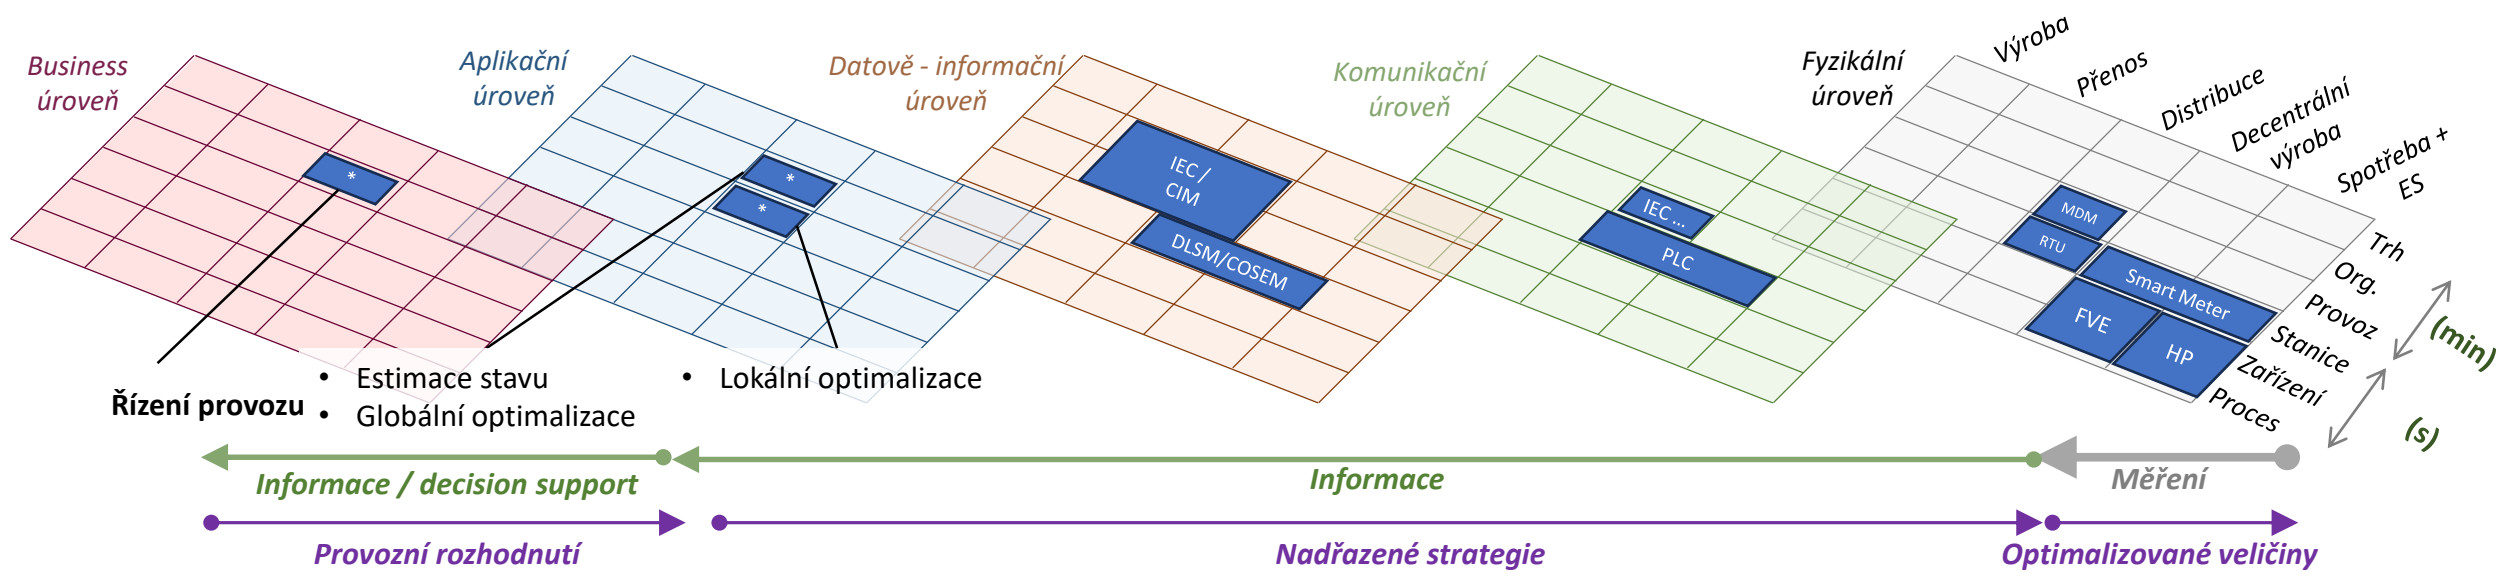 Business
úroveň
Aplikační
úroveň
Datově - informační
úroveň
Komunikační
úroveň
Fyzikální
úroveň
Výroba
Přenos
Distribuce
Decentrální
výroba
Spotřeba +
ES
*
*
*
IEC /
CIM
DLSM/COSEM
IEC ...
PLC
MDM
RTU
Smart Meter
FVE
HP
Trh
Org.
Provoz
Stanice
Zařízení
Proces
(min)
(s)
Řízení provozu
• Estimace stavu
• Globální optimalizace
• Lokální optimalizace
Informace / decision support
Informace
Měření
Provozní rozhodnutí
Nadřazené strategie
Optimalizované veličiny